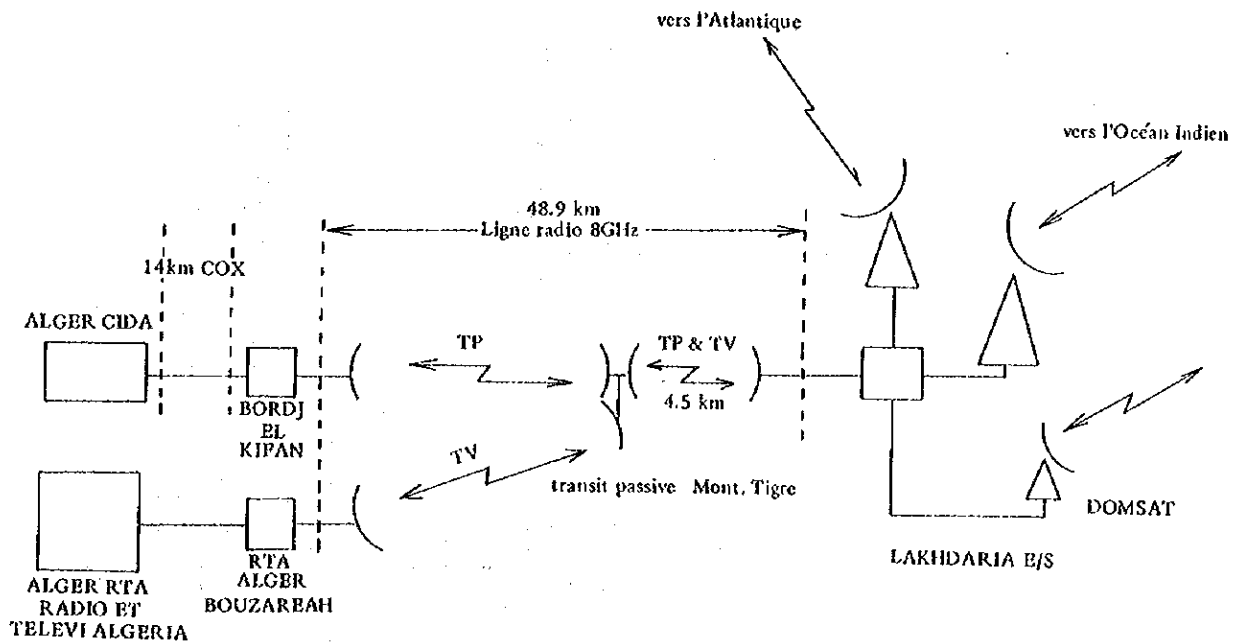 vers l'Atlantique
vers l'Océan Indien
48.9 km
Ligne radio 8GHz
14km COX
ALGER CIDA
TP
TP & TV
4.5 km
BORDJ
EL
KIFAN
TV
transit passive Mont. Tigre
DOMSAT
LAKHDARIA E/S
ALGER RTA
RADIO ET
TELEVI ALGERIA
RTA
ALGER
BOUZAREAH